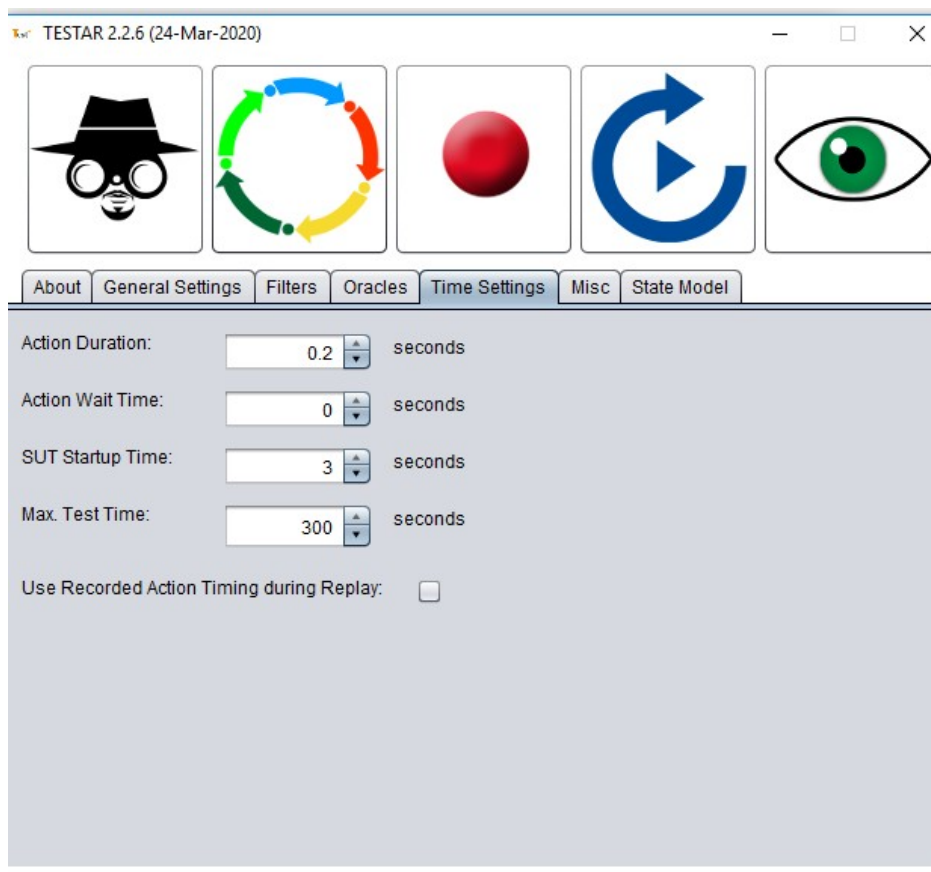 TESTAR 2.2.6 (24-Mar-2020)
About General Settings Filters Oracles Time Settings Misc State Model
Action Duration: 0.2 seconds
Action Wait Time: 0 seconds
SUT Startup Time: 3 seconds
Max. Test Time: 300 seconds
Use Recorded Action Timing during Replay: